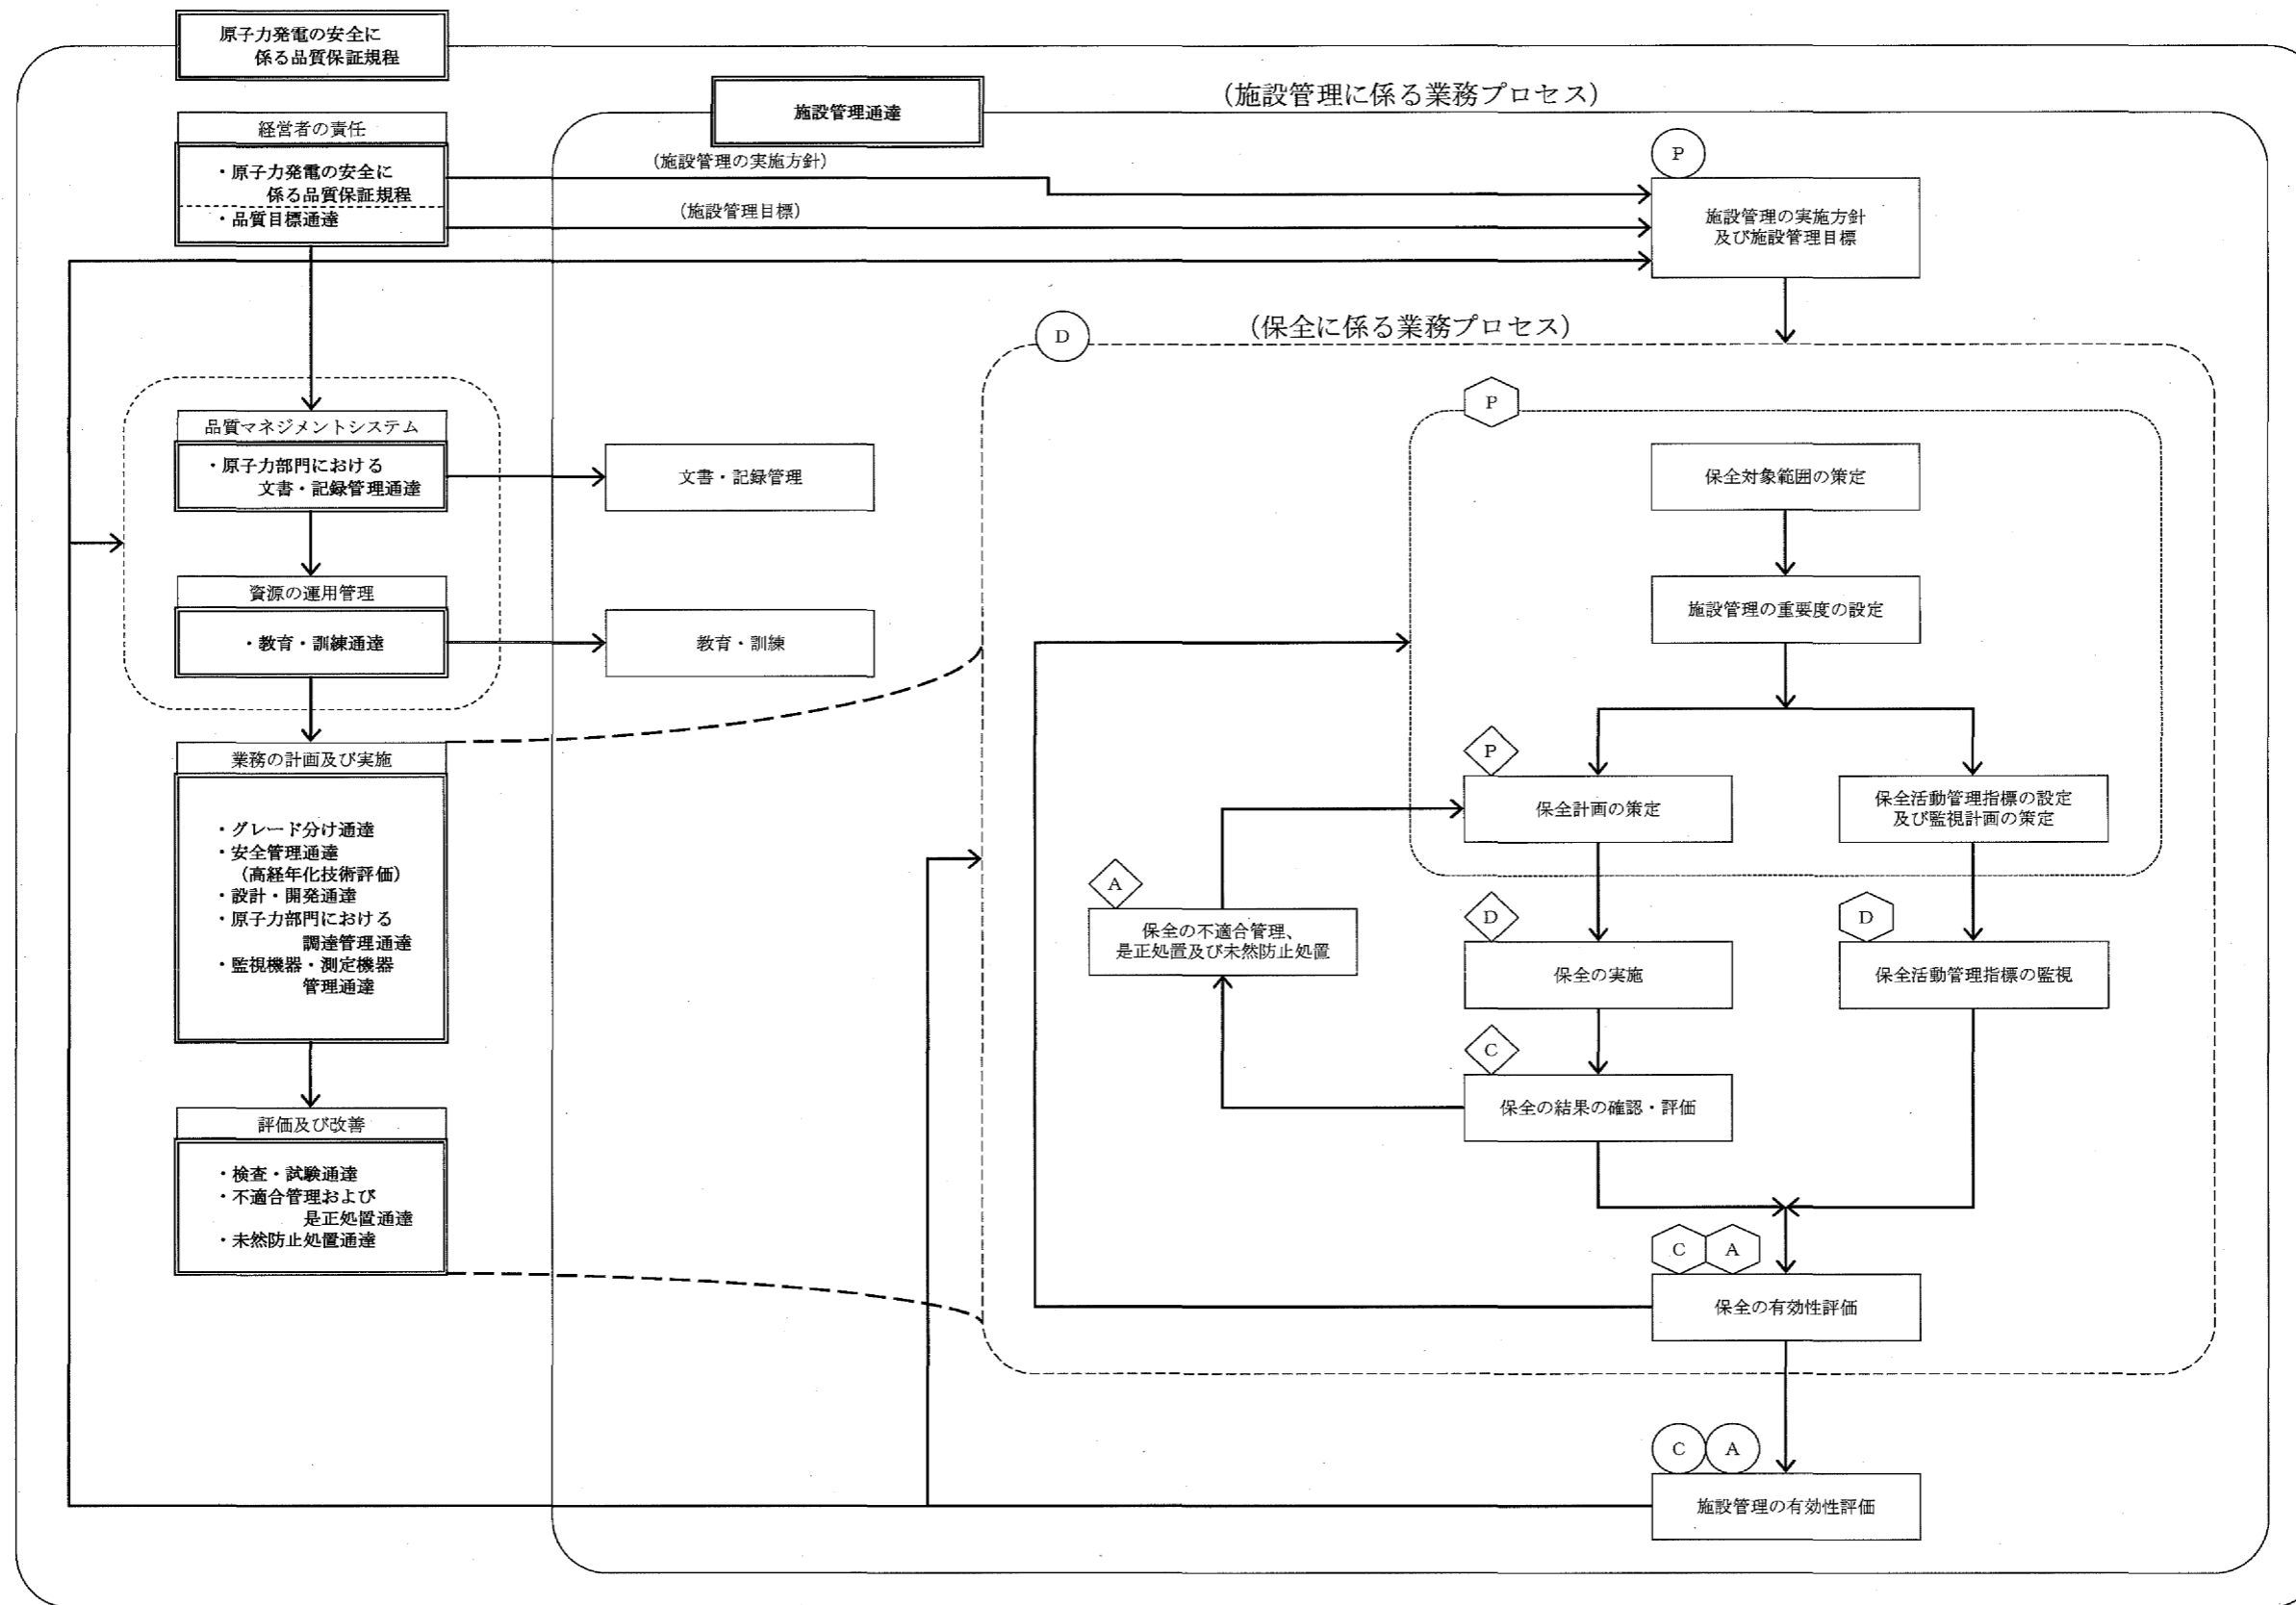 原子力発電の安全に
係る品質保証規程
施設管理通達
（施設管理に係る業務プロセス）
経営者の責任
・原子力発電の安全に
係る品質保証規程
・品質目標通達
（施設管理の実施方針）
（施設管理目標）
P
施設管理の実施方針
及び施設管理目標
D
（保全に係る業務プロセス）
品質マネジメントシステム
・原子力部門における
文書・記録管理通達
文書・記録管理
資源の運用管理
・教育・訓練通達
教育・訓練
業務の計画及び実施
・グレード分け通達
・安全管理通達
（高経年化技術評価）
・設計・開発通達
・原子力部門における
調達管理通達
・監視機器・測定機器
管理通達
評価及び改善
・検査・試験通達
・不適合管理および
是正処置通達
・未然防止処置通達
P
保全対象範囲の策定
施設管理の重要度の設定
P
保全計画の策定
保全活動管理指標の設定
及び監視計画の策定
A
保全の不適合管理、
是正処置及び未然防止処置
D
保全の実施
D
保全活動管理指標の監視
C
保全の結果の確認・評価
C A
保全の有効性評価
C A
施設管理の有効性評価